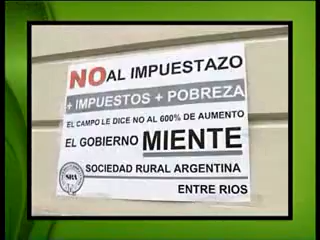 NO AL IMPUESTAZO
+ IMPUESTOS + POBREZA
EL CAMPO LE DICE NO AL 600% DE AUMENTO
EL GOBIERNO MIENTE
SOCIEDAD RURAL ARGENTINA
SRA
ENTRE RIOS